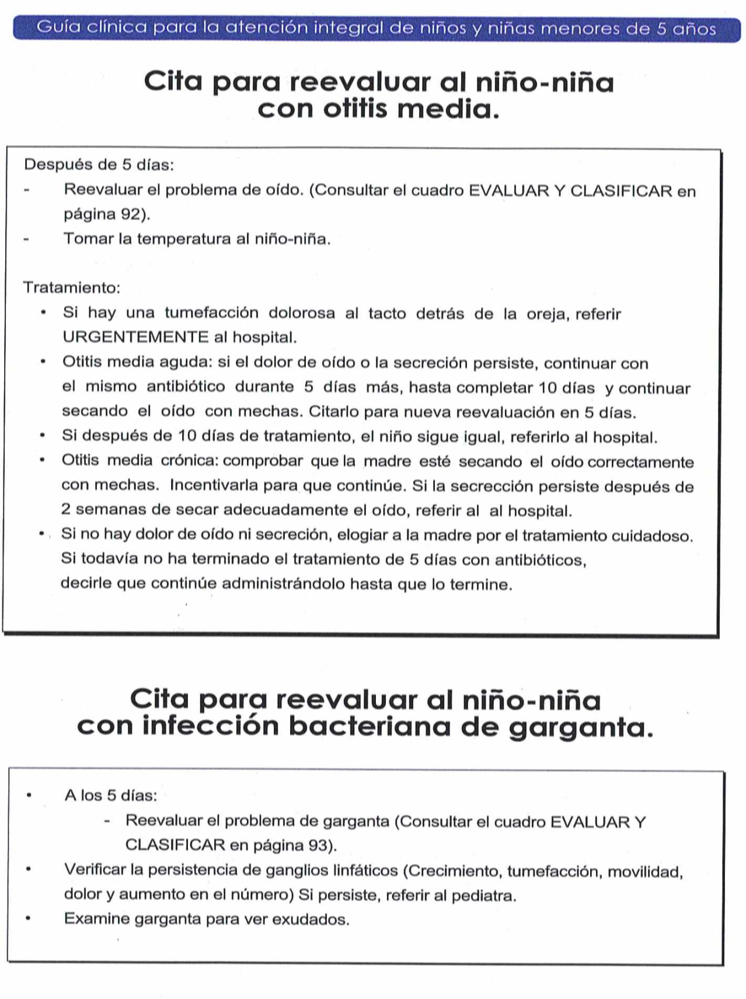 Guía clínica para la atención integral de niños y niñas menores de 5 años
Cita para reevaluar al niño-niña
con otitis media.
Después de 5 días:
- Reevaluar el problema de oído. (Consultar el cuadro EVALUAR Y CLASIFICAR en
página 92).
- Tomar la temperatura al niño-niña.
Tratamiento:
• Si hay una tumefacción dolorosa al tacto detrás de la oreja, referir
URGENTEMENTE al hospital.
• Otitis media aguda: si el dolor de oído o la secreción persiste, continuar con
el mismo antibiótico durante 5 días más, hasta completar 10 días y continuar
secando el oído con mechas. Citarlo para nueva reevaluación en 5 días.
• Si después de 10 días de tratamiento, el niño sigue igual, referirlo al hospital.
• Otitis media crónica: comprobar que la madre esté secando el oído correctamente
con mechas. Incentivarla para que continúe. Si la secrección persiste después de
2 semanas de secar adecuadamente el oído, referir al al hospital.
• Si no hay dolor de oído ni secreción, elogiar a la madre por el tratamiento cuidadoso.
Si todavía no ha terminado el tratamiento de 5 días con antibióticos,
decirle que continúe administrándolo hasta que lo termine.
Cita para reevaluar al niño-niña
con infección bacteriana de garganta.
• A los 5 días:
- Reevaluar el problema de garganta (Consultar el cuadro EVALUAR Y
CLASIFICAR en página 93).
• Verificar la persistencia de ganglios linfáticos (Crecimiento, tumefacción, movilidad,
dolor y aumento en el número) Si persiste, referir al pediatra.
• Examine garganta para ver exudados.